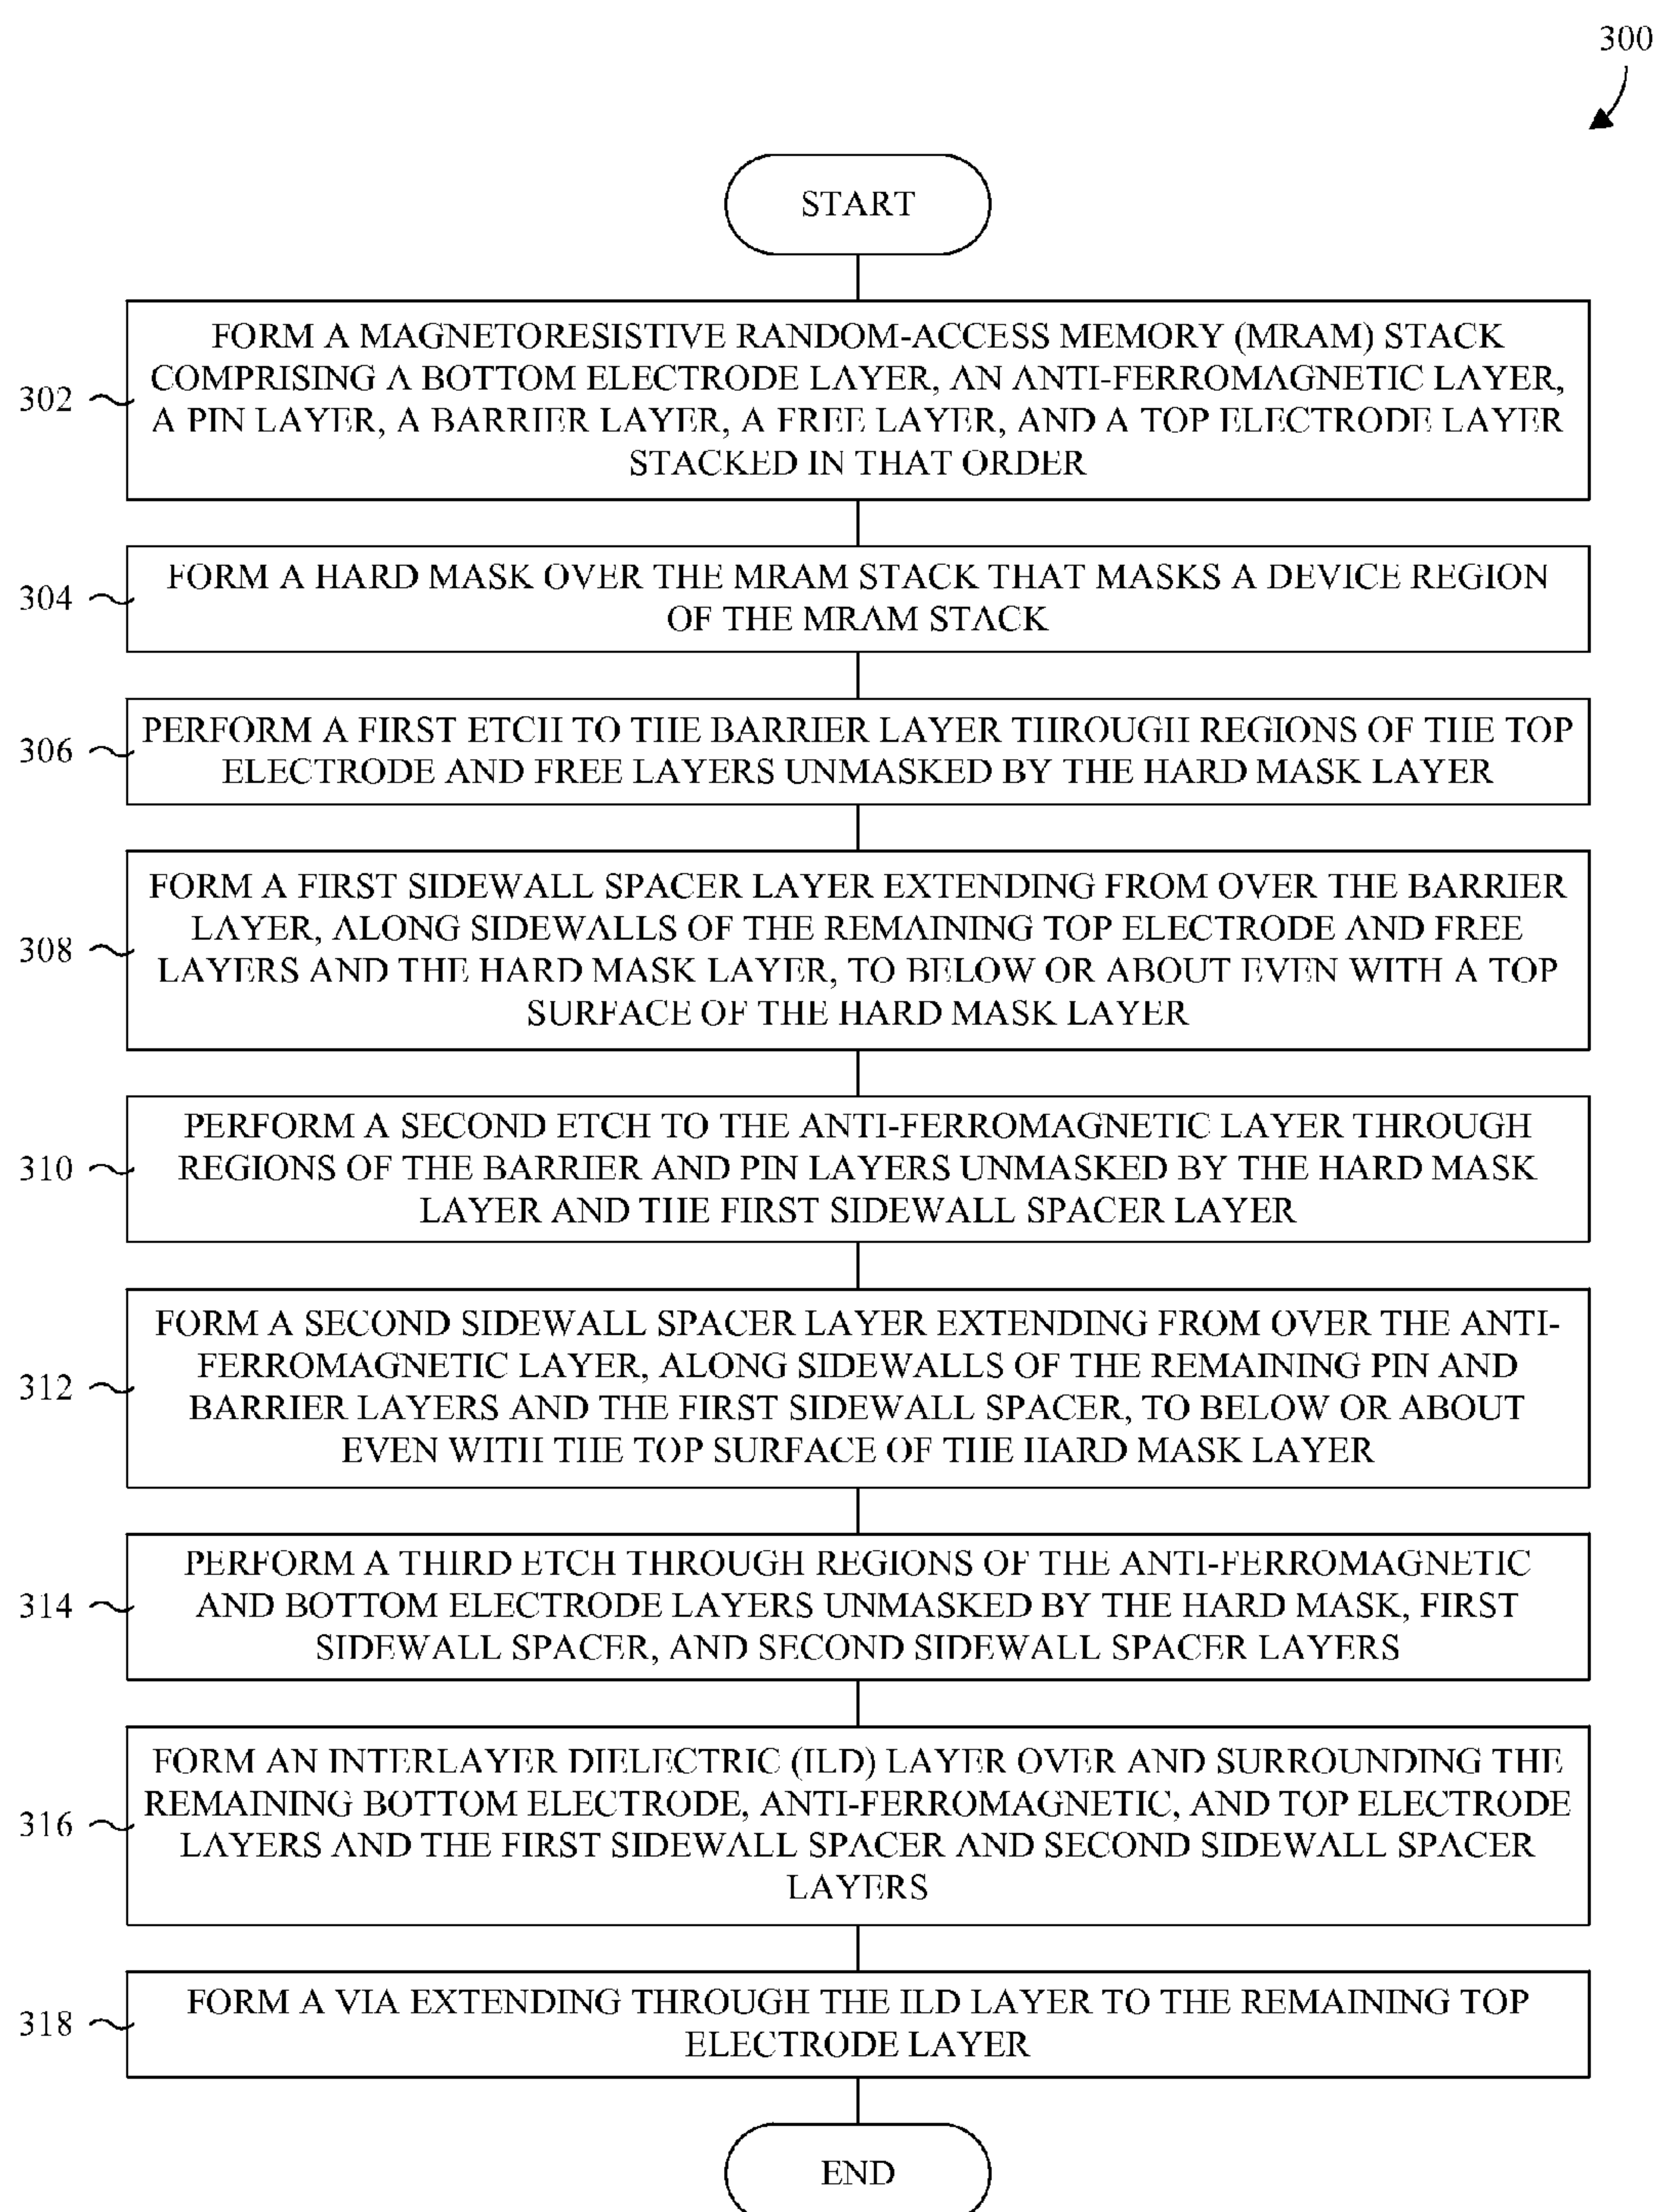 300
START
302
FORM A MAGNETORESISTIVE RANDOM-ACCESS MEMORY (MRAM) STACK
COMPRISING A BOTTOM ELECTRODE LAYER, AN ANTI-FERROMAGNETIC LAYER,
A PIN LAYER, A BARRIER LAYER, A FREE LAYER, AND A TOP ELECTRODE LAYER
STACKED IN THAT ORDER
304
FORM A HARD MASK OVER THE MRAM STACK THAT MASKS A DEVICE REGION
OF THE MRAM STACK
306
PERFORM A FIRST ETCH TO THE BARRIER LAYER THROUGH REGIONS OF THE TOP
ELECTRODE AND FREE LAYERS UNMASKED BY THE HARD MASK LAYER
308
FORM A FIRST SIDEWALL SPACER LAYER EXTENDING FROM OVER THE BARRIER
LAYER, ALONG SIDEWALLS OF THE REMAINING TOP ELECTRODE AND FREE
LAYERS AND THE HARD MASK LAYER, TO BELOW OR ABOUT EVEN WITH A TOP
SURFACE OF THE HARD MASK LAYER
310
PERFORM A SECOND ETCH TO THE ANTI-FERROMAGNETIC LAYER THROUGH
REGIONS OF THE BARRIER AND PIN LAYERS UNMASKED BY THE HARD MASK
LAYER AND THE FIRST SIDEWALL SPACER LAYER
312
FORM A SECOND SIDEWALL SPACER LAYER EXTENDING FROM OVER THE ANTI-
FERROMAGNETIC LAYER, ALONG SIDEWALLS OF THE REMAINING PIN AND
BARRIER LAYERS AND THE FIRST SIDEWALL SPACER, TO BELOW OR ABOUT
EVEN WITH THE TOP SURFACE OF THE HARD MASK LAYER
314
PERFORM A THIRD ETCH THROUGH REGIONS OF THE ANTI-FERROMAGNETIC
AND BOTTOM ELECTRODE LAYERS UNMASKED BY THE HARD MASK, FIRST
SIDEWALL SPACER, AND SECOND SIDEWALL SPACER LAYERS
316
FORM AN INTERLAYER DIELECTRIC (ILD) LAYER OVER AND SURROUNDING THE
REMAINING BOTTOM ELECTRODE, ANTI-FERROMAGNETIC, AND TOP ELECTRODE
LAYERS AND THE FIRST SIDEWALL SPACER AND SECOND SIDEWALL SPACER
LAYERS
318
FORM A VIA EXTENDING THROUGH THE ILD LAYER TO THE REMAINING TOP
ELECTRODE LAYER
END